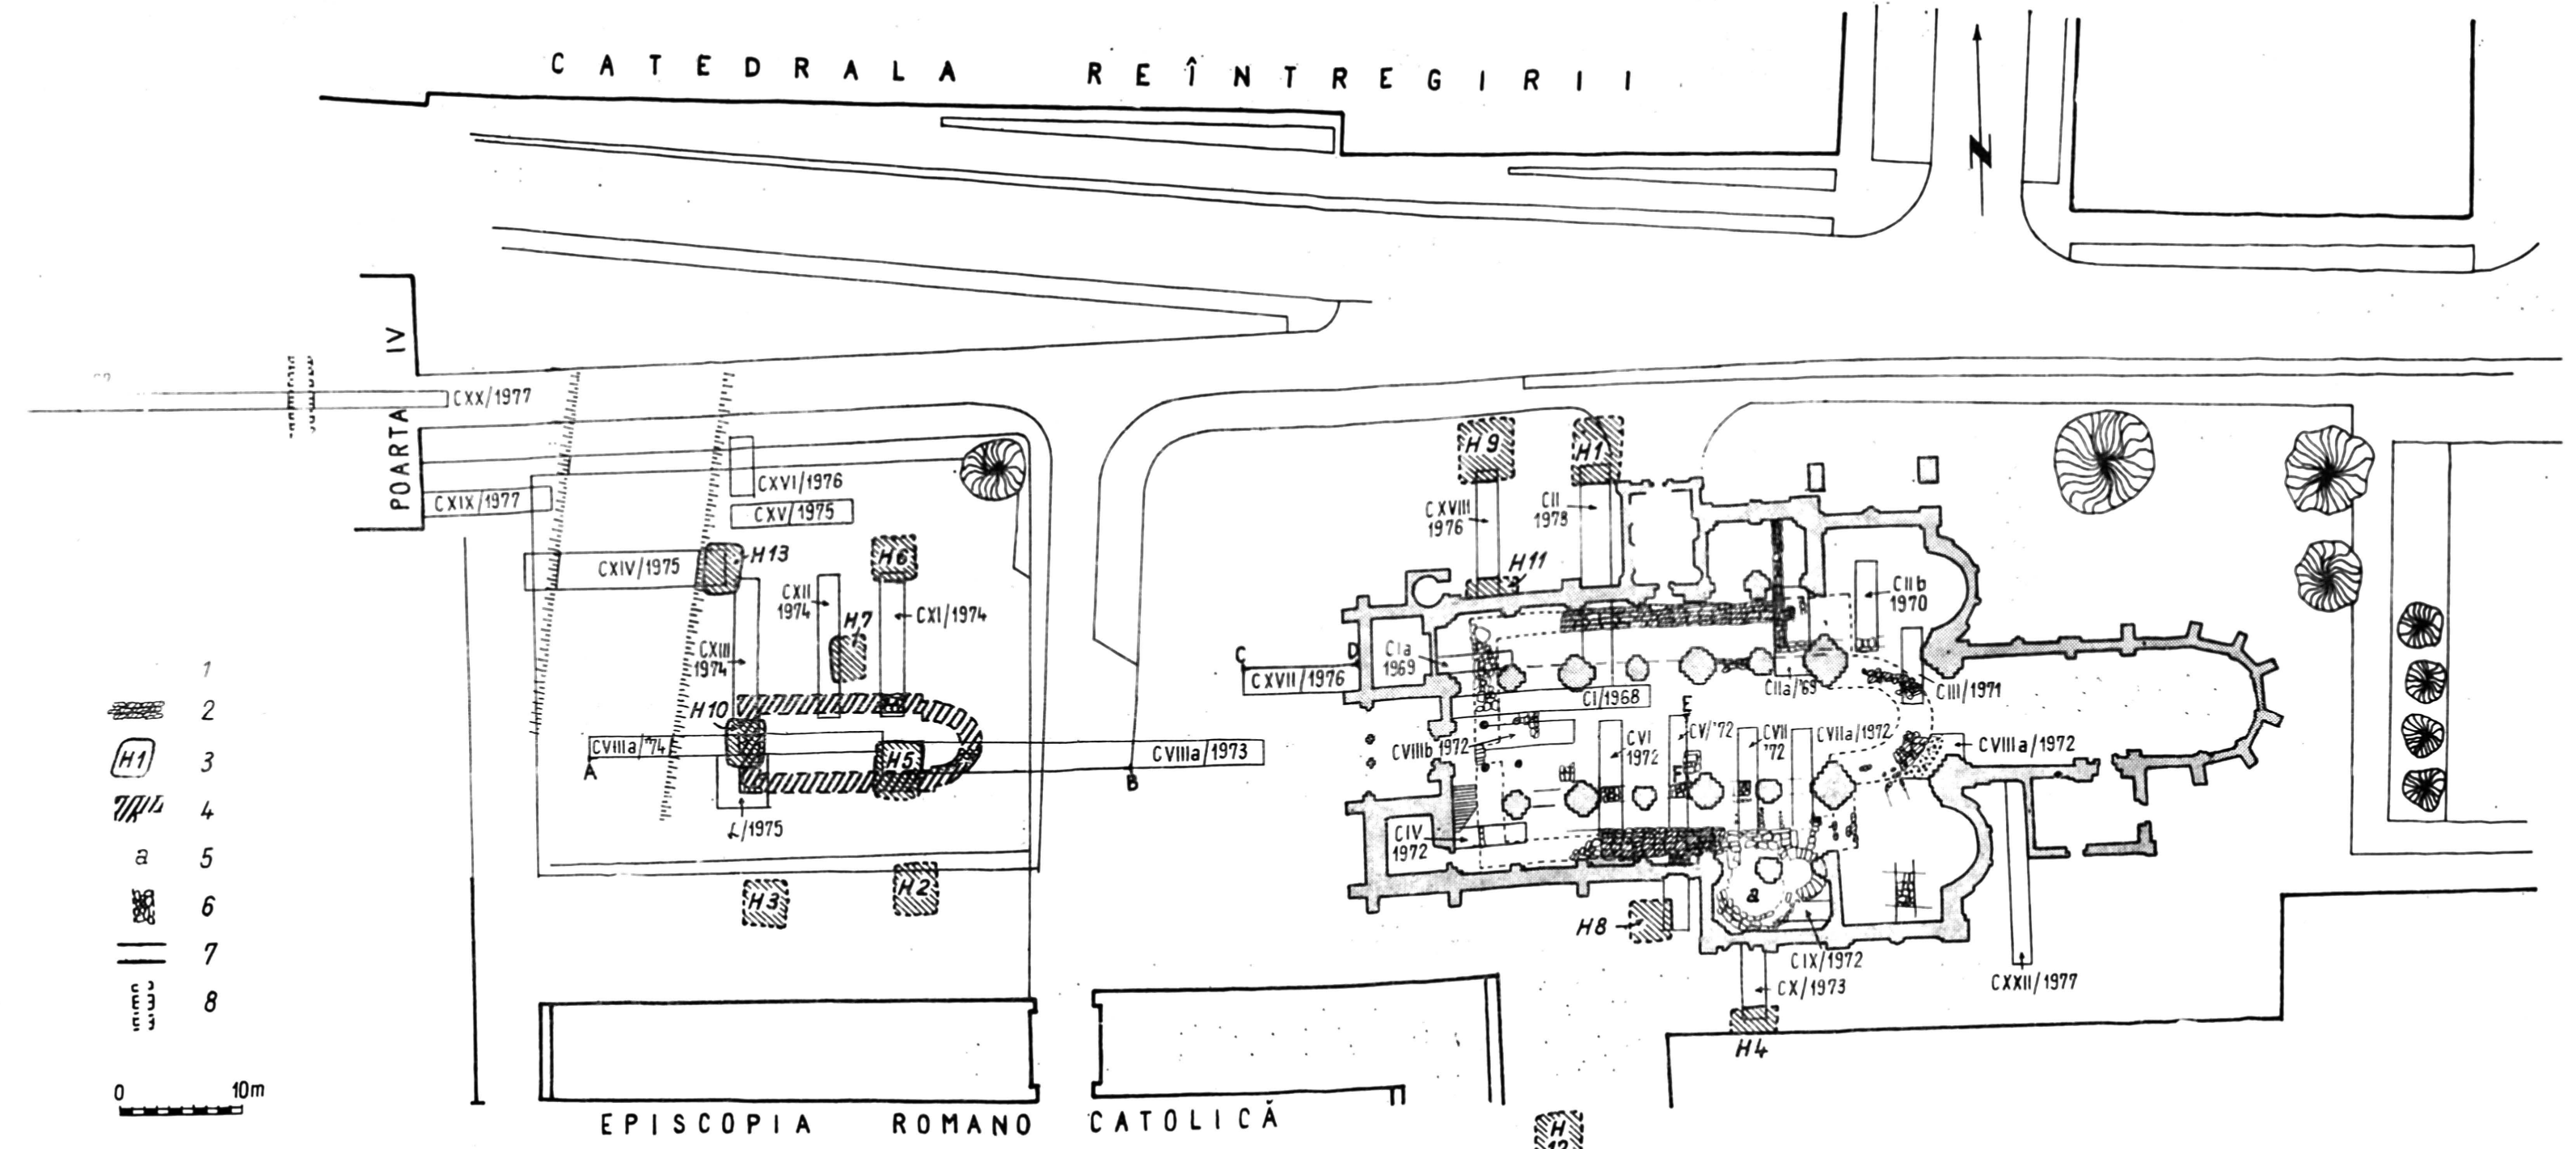 CATEDRALA REÎNTREGIRII
N
POARTA IV
CXX/1977
CXIX/1977
CXVI/1976
CXV/1975
CXIV/1975
H13
H6
CXII
1974
H7
CXI/1974
CXIII
1974
H10
CVIIIa/'74
H5
CVIIIa/1973
A
B
L/1975
H3
H2
H9
H1
CXVIII
1976
CII
1973
H11
CIIb
1970
C
D
CXVII/1976
CIa
1969
CI/1968
CIIa/'69
CIII/1971
E
CVIIIb 1972
CVI
1972
CV/'72
CVII
'72
CVIIa/1972
CVIIIa/1972
F
CIV
1972
a
H8
CIX/1972
CX/1973
CXXII/1977
H4
H
12
1
2
H1 3
4
a 5
6
7
8
0 10m
EPISCOPIA ROMANO CATOLICĂ